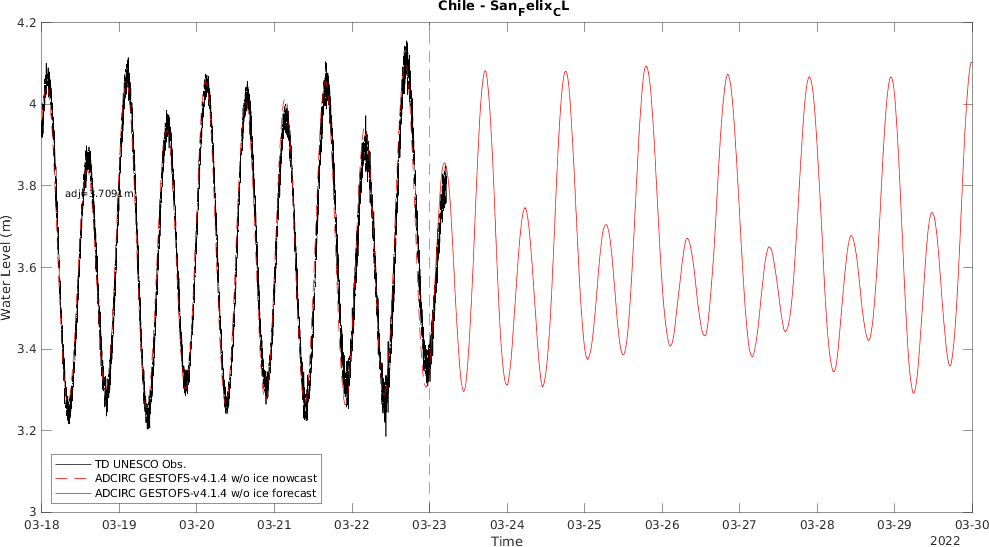 Chile - SanFelixCL
4.2
4
3.8
3.6
3.4
3.2
3
Water Level (m)
adj=3.7091m
TD UNESCO Obs.
ADCIRC GESTOFS-v4.1.4 w/o ice nowcast
ADCIRC GESTOFS-v4.1.4 w/o ice forecast
03-18 03-19 03-20 03-21 03-22 03-23 03-24 03-25 03-26 03-27 03-28 03-29 03-30
Time
2022